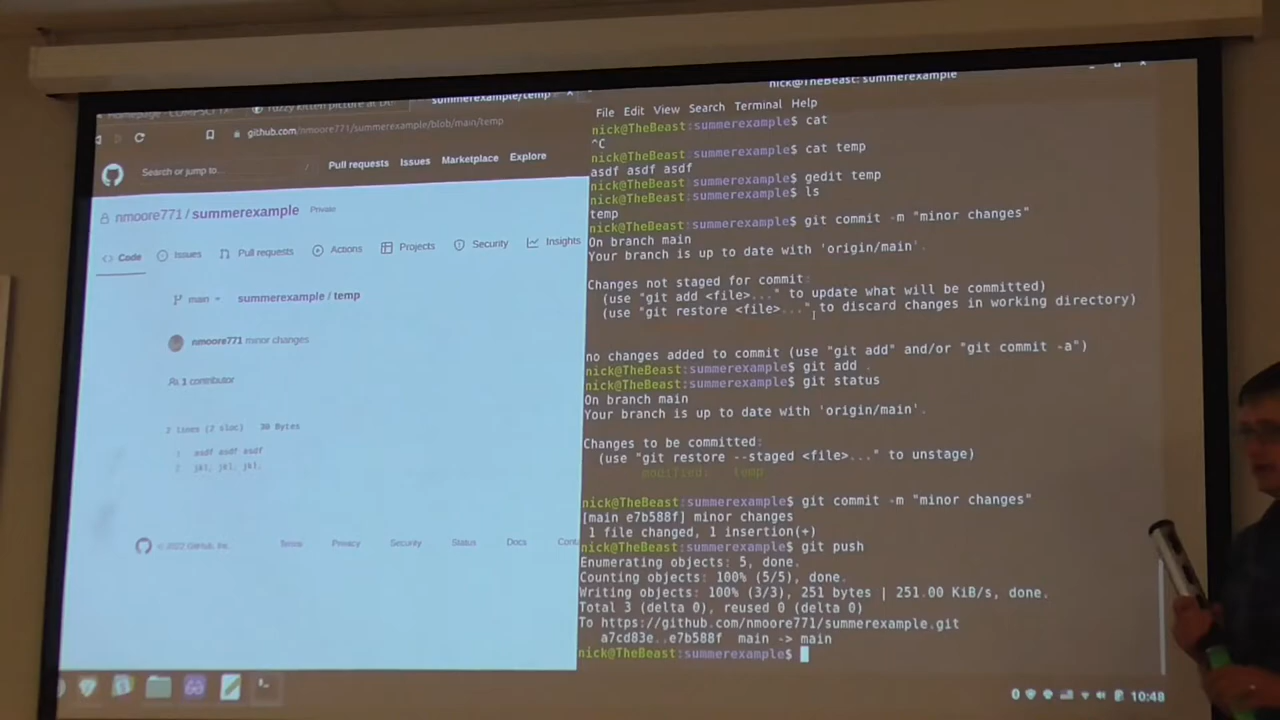 summerexample/temp
github.com/nmoore771/summerexample/blob/main/temp
Search or jump to...
/
Pull requests
Issues
Marketplace
Explore
nmoore771 / summerexample
Private
<> Code
Issues
Pull requests
Actions
Projects
Security
Insights
main
summerexample / temp
nmoore771 minor changes
1 contributor
2 lines (2 sloc)
30 Bytes
1 asdf asdf asdf
2 jkl, jkl, jkl,
© 2022 GitHub, Inc.
Terms
Privacy
Security
Status
Docs
nick@TheBeast: summerexample
File Edit View Search Terminal Help
nick@TheBeast:summerexample$ cat
^C
nick@TheBeast:summerexample$ cat temp
asdf asdf asdf
nick@TheBeast:summerexample$ gedit temp
nick@TheBeast:summerexample$ ls
temp
nick@TheBeast:summerexample$ git commit -m "minor changes"
On branch main
Your branch is up to date with 'origin/main'.
Changes not staged for commit:
(use "git add <file>..." to update what will be committed)
(use "git restore <file>..." to discard changes in working directory)
no changes added to commit (use "git add" and/or "git commit -a")
nick@TheBeast:summerexample$ git add .
nick@TheBeast:summerexample$ git status
On branch main
Your branch is up to date with 'origin/main'.
Changes to be committed:
(use "git restore --staged <file>..." to unstage)
modified: temp
nick@TheBeast:summerexample$ git commit -m "minor changes"
[main e7b588f] minor changes
1 file changed, 1 insertion(+)
nick@TheBeast:summerexample$ git push
Enumerating objects: 5, done.
Counting objects: 100% (5/5), done.
Writing objects: 100% (3/3), 251 bytes | 251.00 KiB/s, done.
Total 3 (delta 0), reused 0 (delta 0)
To https://github.com/nmoore771/summerexample.git
a7cd83e..e7b588f main -> main
nick@TheBeast:summerexample$
10:48